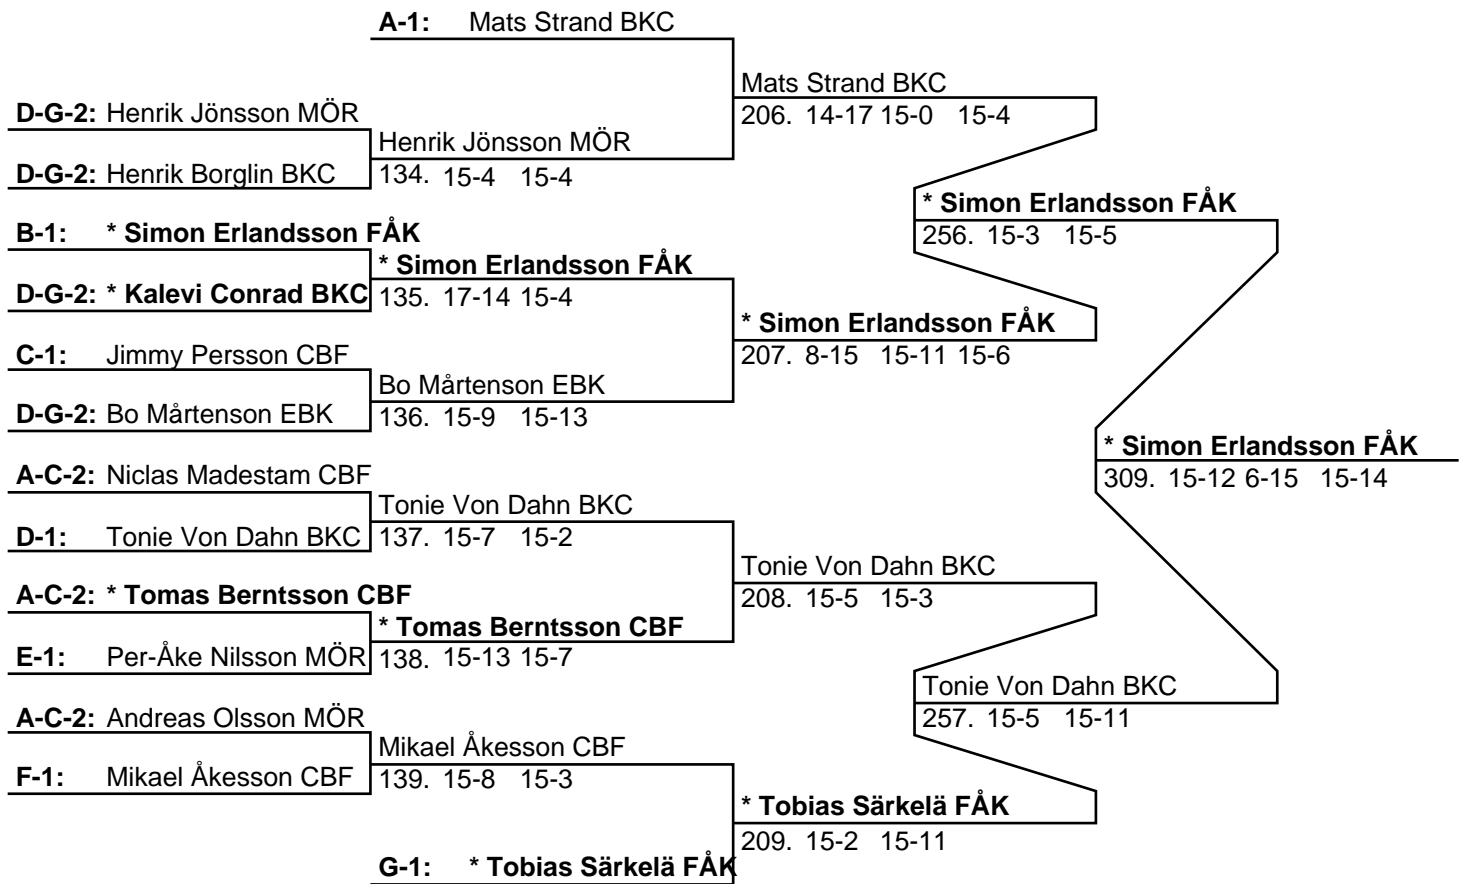 A-1: Mats Strand BKC
Mats Strand BKC
D-G-2: Henrik Jönsson MÖR
206. 14-17 15-0 15-4
Henrik Jönsson MÖR
D-G-2: Henrik Borglin BKC
134. 15-4 15-4
* Simon Erlandsson FÅK
B-1: * Simon Erlandsson FÅK
256. 15-3 15-5
* Simon Erlandsson FÅK
D-G-2: * Kalevi Conrad BKC
135. 17-14 15-4
* Simon Erlandsson FÅK
C-1: Jimmy Persson CBF
207. 8-15 15-11 15-6
Bo Mårtenson EBK
D-G-2: Bo Mårtenson EBK
136. 15-9 15-13
* Simon Erlandsson FÅK
A-C-2: Niclas Madestam CBF
309. 15-12 6-15 15-14
Tonie Von Dahn BKC
D-1: Tonie Von Dahn BKC
137. 15-7 15-2
Tonie Von Dahn BKC
A-C-2: * Tomas Berntsson CBF
208. 15-5 15-3
* Tomas Berntsson CBF
E-1: Per-Åke Nilsson MÖR
138. 15-13 15-7
Tonie Von Dahn BKC
A-C-2: Andreas Olsson MÖR
257. 15-5 15-11
Mikael Åkesson CBF
F-1: Mikael Åkesson CBF
139. 15-8 15-3
* Tobias Särkelä FÅK
209. 15-2 15-11
G-1: * Tobias Särkelä FÅK